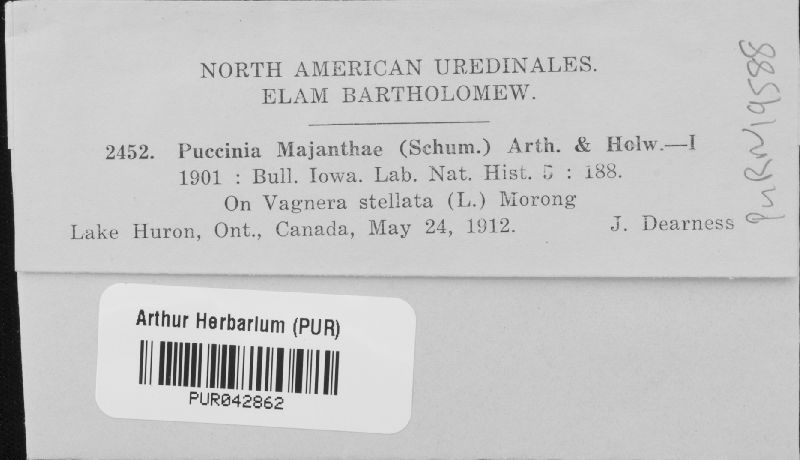 NORTH AMERICAN UREDINALES.
ELAM BARTHOLOMEW.
2452. Puccinia Majanthae (Schum.) Arth. & Holw.—I
1901 : Bull. Iowa. Lab. Nat. Hist. 5 : 188.
On Vagnera stellata (L.) Morong
Lake Huron, Ont., Canada, May 24, 1912. J. Dearness
PURN19588
Arthur Herbarium (PUR)
PUR042862